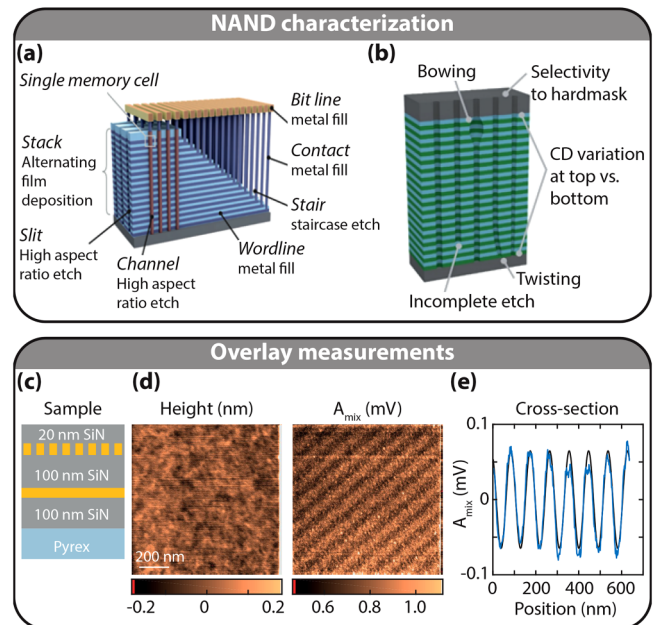 NAND characterization
(a)
Single memory cell
Stack
Alternating
film
deposition
Slit
High aspect
ratio etch
Channel
High aspect
ratio etch
Bit line
metal fill
Contact
metal fill
Stair
staircase etch
Wordline
metal fill
(b)
Bowing
Selectivity
to hardmask
CD variation
at top vs.
bottom
Twisting
Incomplete etch
Overlay measurements
(c)
Sample
20 nm SiN
100 nm SiN
100 nm SiN
Pyrex
(d)
Height (nm)
200 nm
-0.2 0 0.2
A_mix (mV)
0.6 0.8 1.0
(e)
Cross-section
A_mix (mV)
0.1
0
-0.1
0 200 400 600
Position (nm)